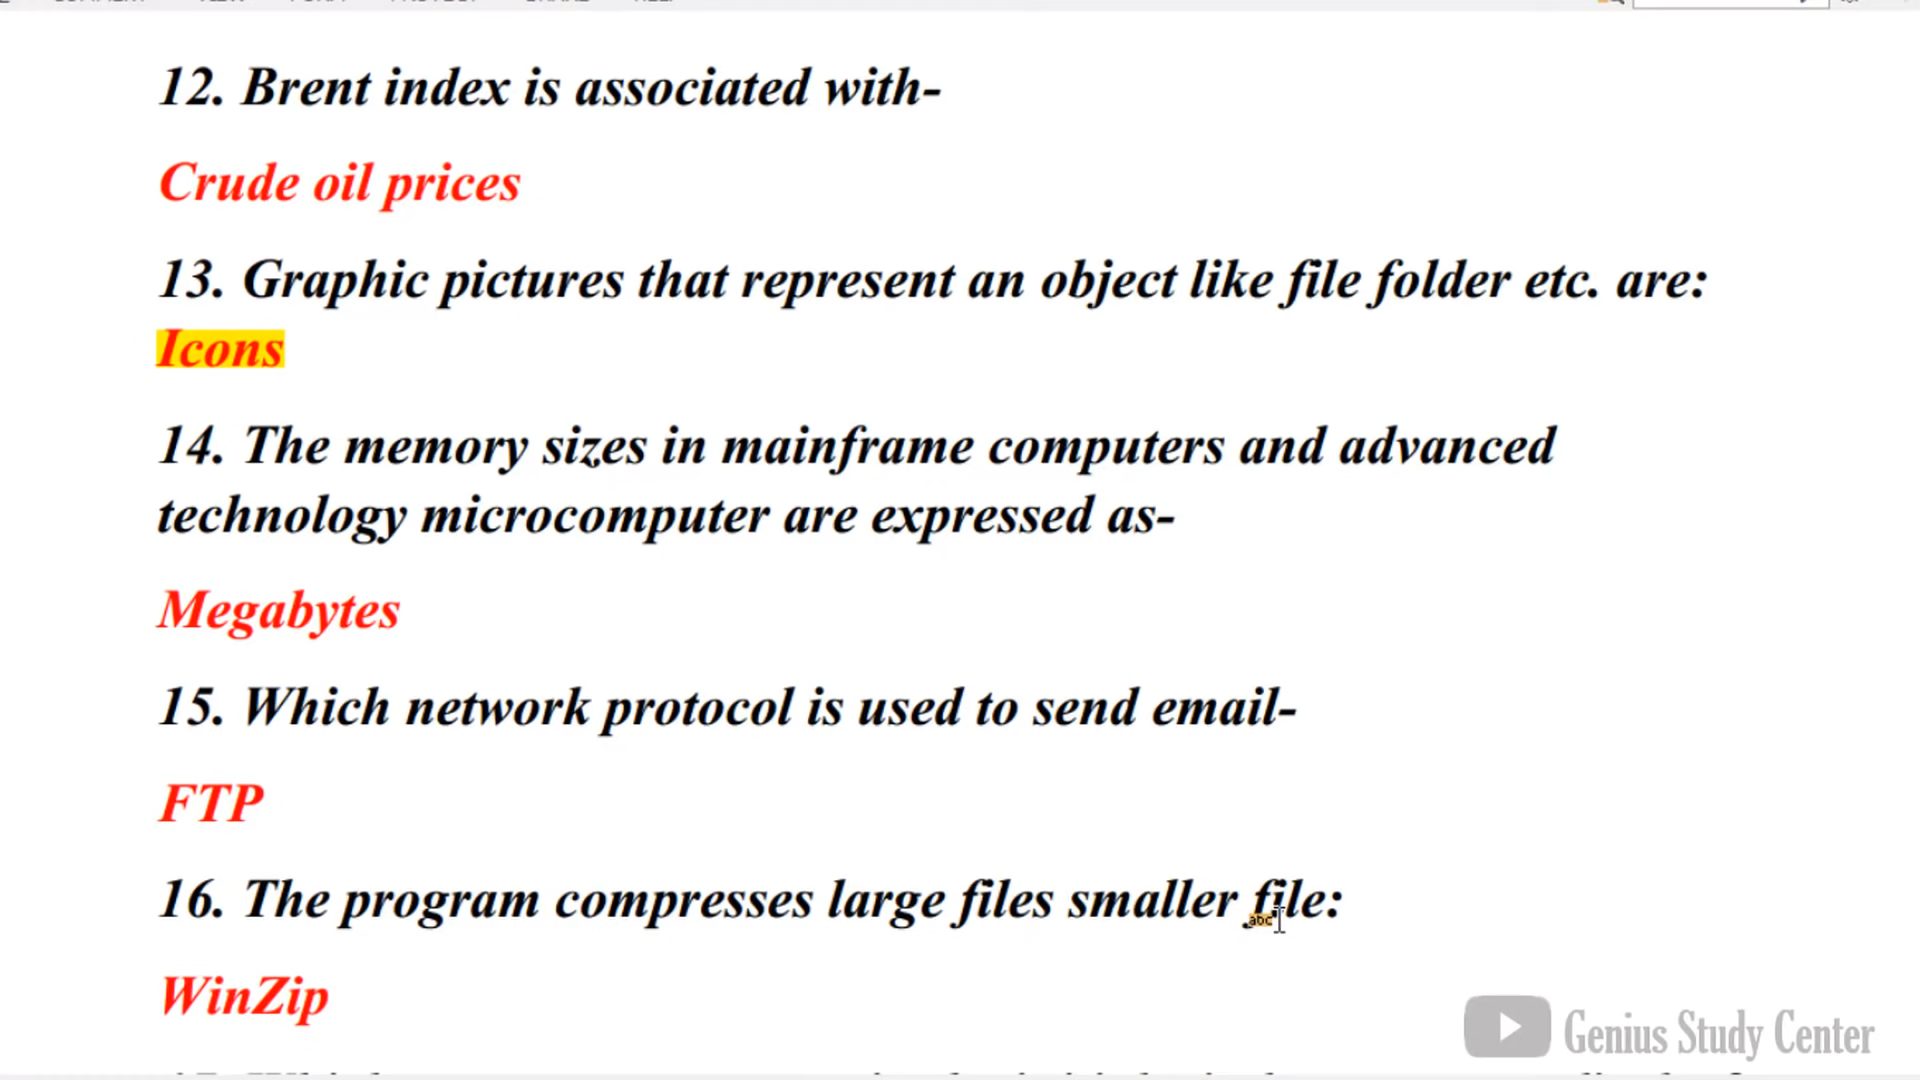 12. Brent index is associated with-
Crude oil prices
13. Graphic pictures that represent an object like file folder etc. are:
Icons
14. The memory sizes in mainframe computers and advanced
technology microcomputer are expressed as-
Megabytes
15. Which network protocol is used to send email-
FTP
16. The program compresses large files smaller file:
abc
WinZip
Genius Study Center